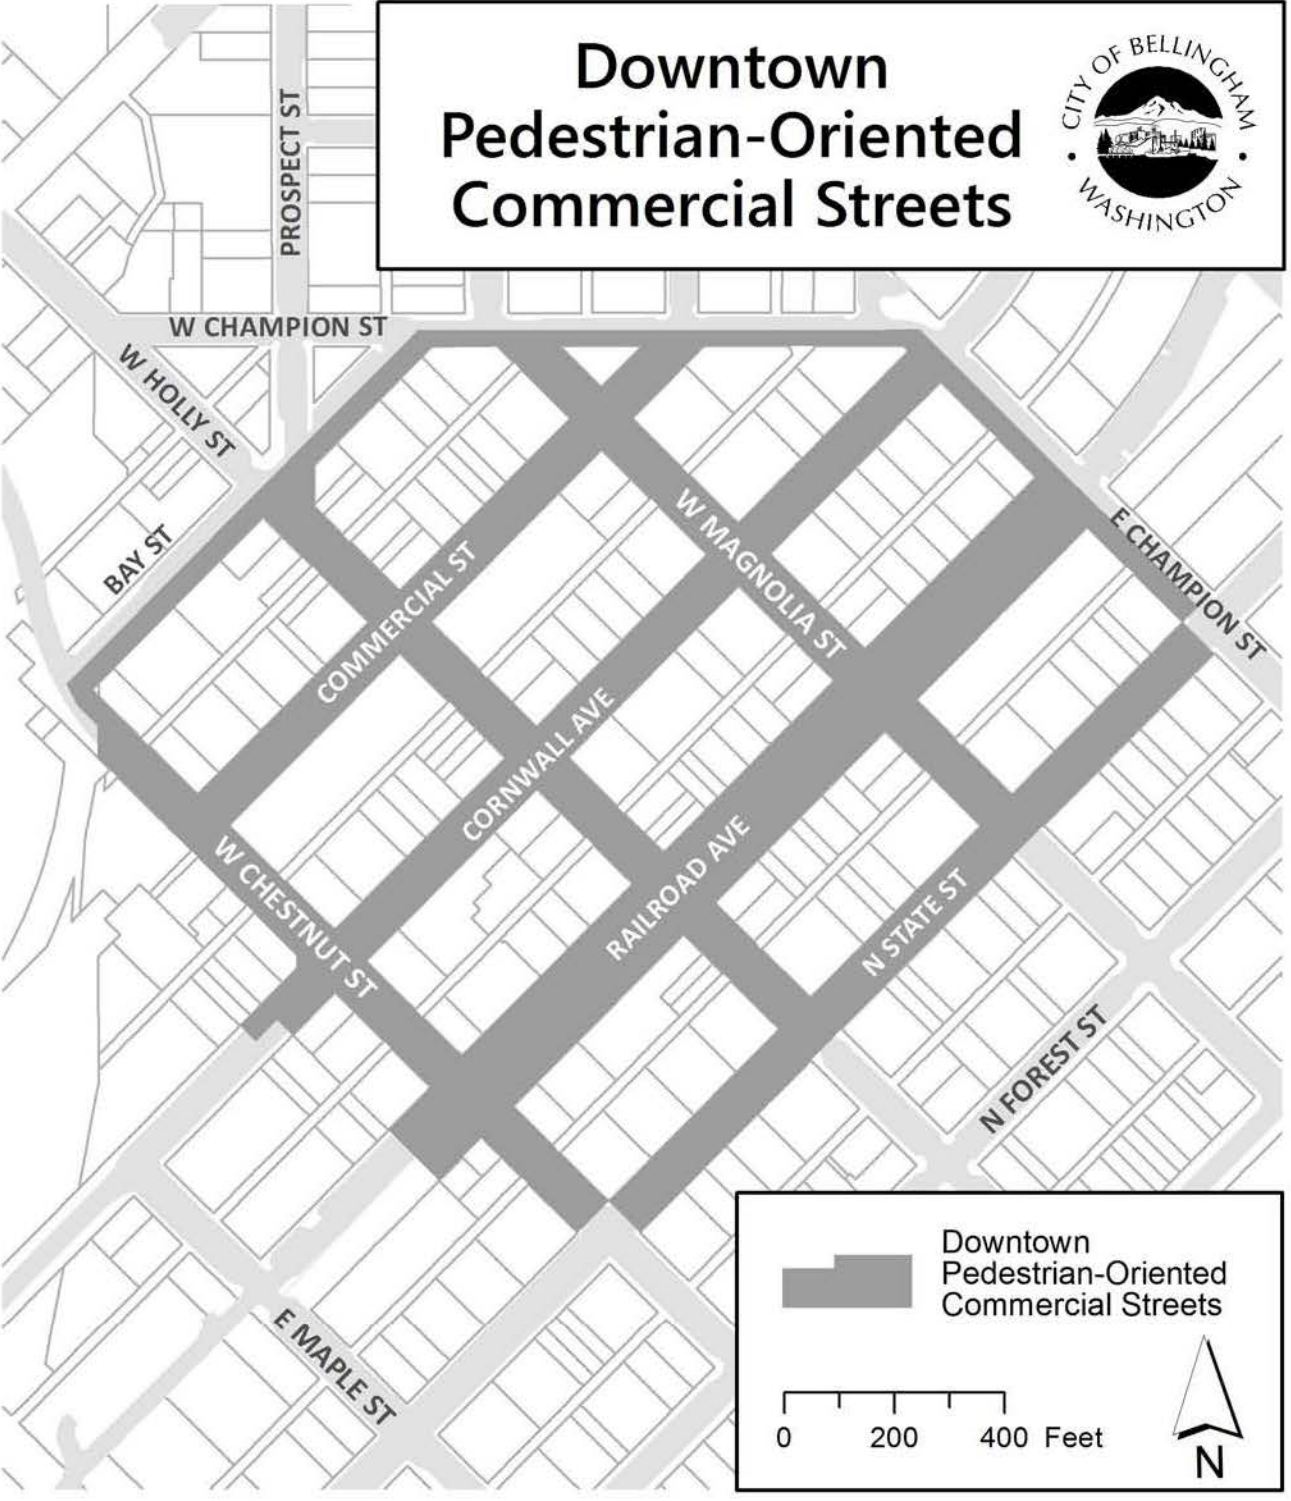 Downtown
Pedestrian-Oriented
Commercial Streets
CITY OF BELLINGHAM
• WASHINGTON •
PROSPECT ST
W CHAMPION ST
W HOLLY ST
BAY ST
COMMERCIAL ST
W MAGNOLIA ST
E CHAMPION ST
CORNWALL AVE
W CHESTNUT ST
RAILROAD AVE
N STATE ST
N FOREST ST
E MAPLE ST
Downtown
Pedestrian-Oriented
Commercial Streets
0 200 400 Feet
N